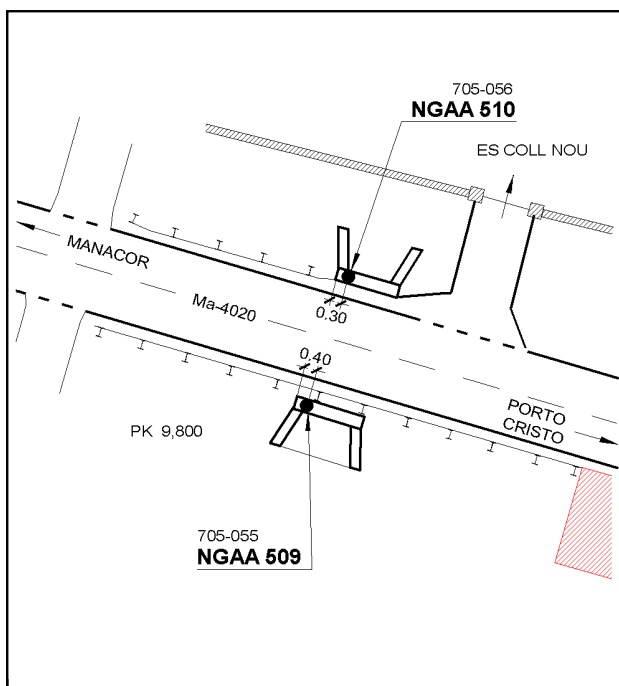 705-056
NGAA 510
ES COLL NOU
MANACOR
Ma-4020
0.30
0.40
PORTO
CRISTO
PK 9,800
705-055
NGAA 509